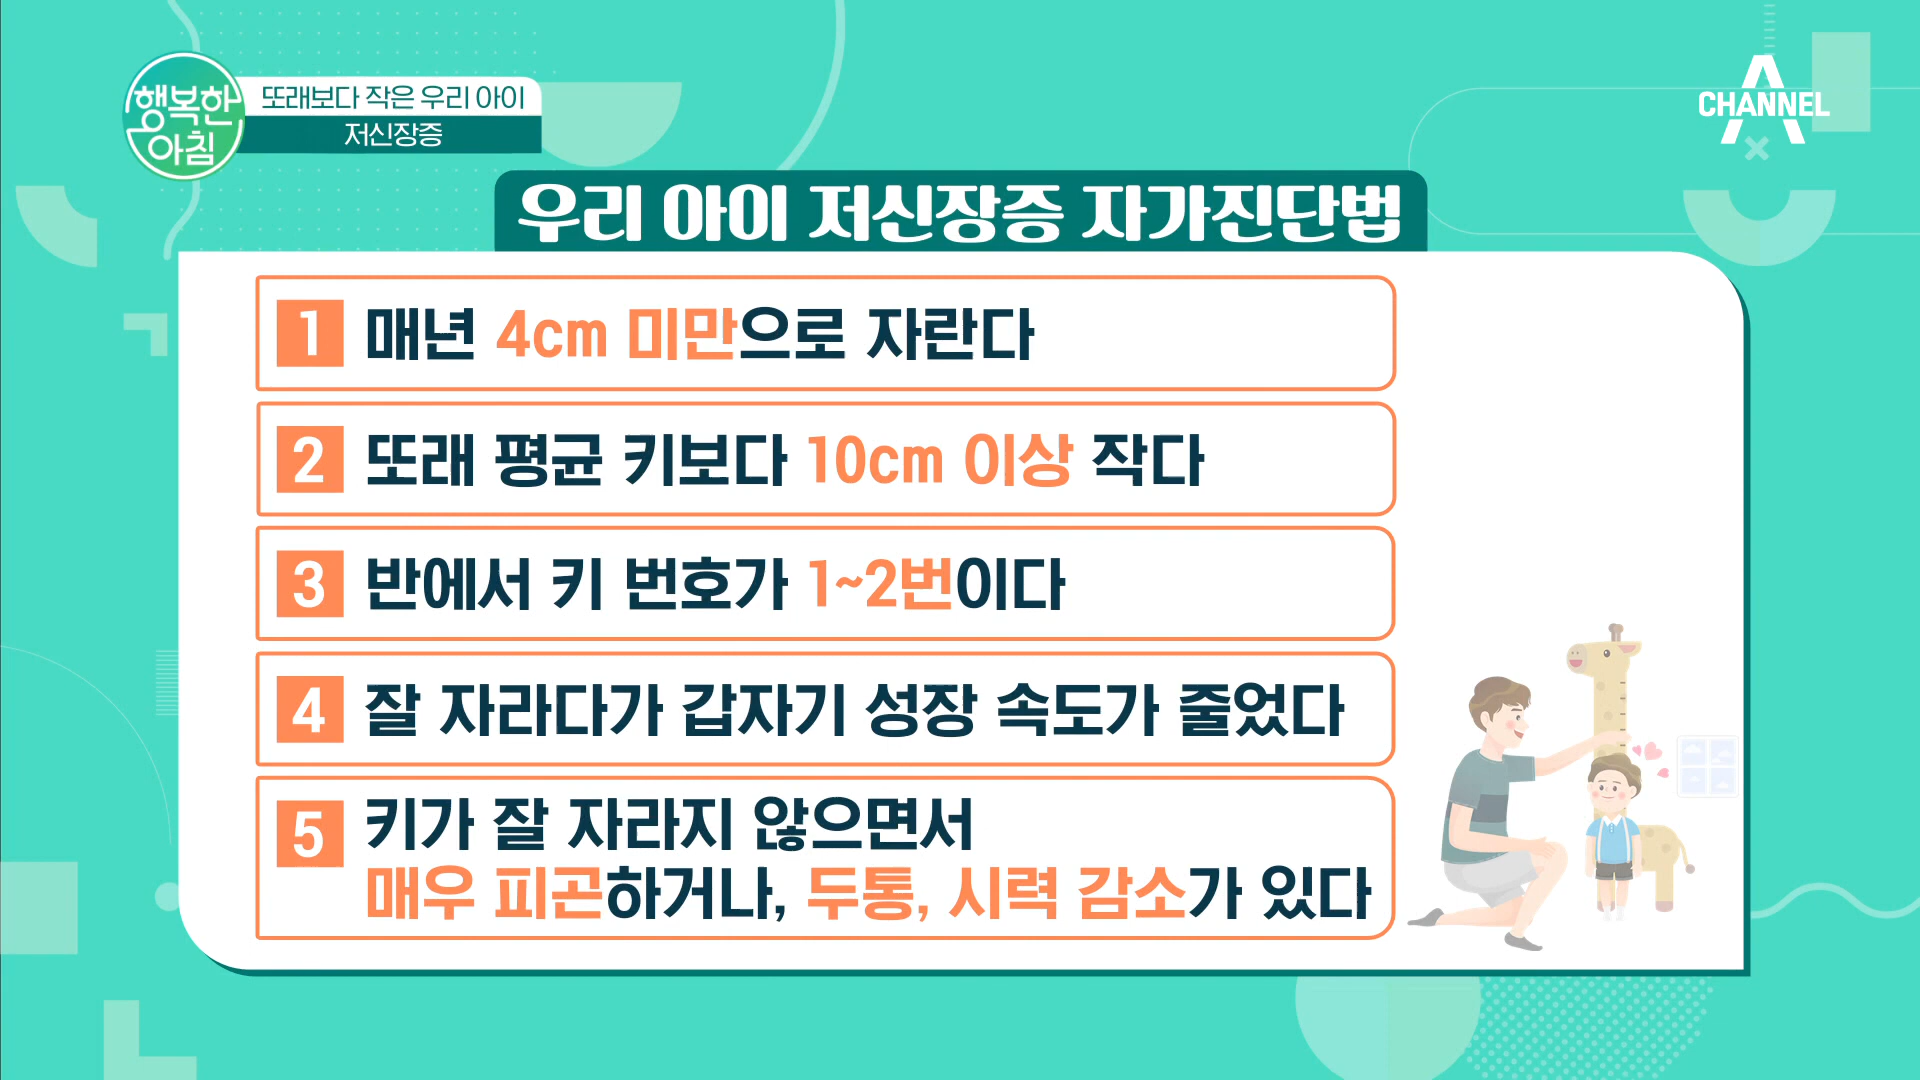 행복한
아침
또래보다 작은 우리 아이
저신장증
CHANNEL A
우리 아이 저신장증 자가진단법
1 매년 4cm 미만으로 자란다
2 또래 평균 키보다 10cm 이상 작다
3 반에서 키 번호가 1~2번이다
4 잘 자라다가 갑자기 성장 속도가 줄었다
5 키가 잘 자라지 않으면서
매우 피곤하거나, 두통, 시력 감소가 있다